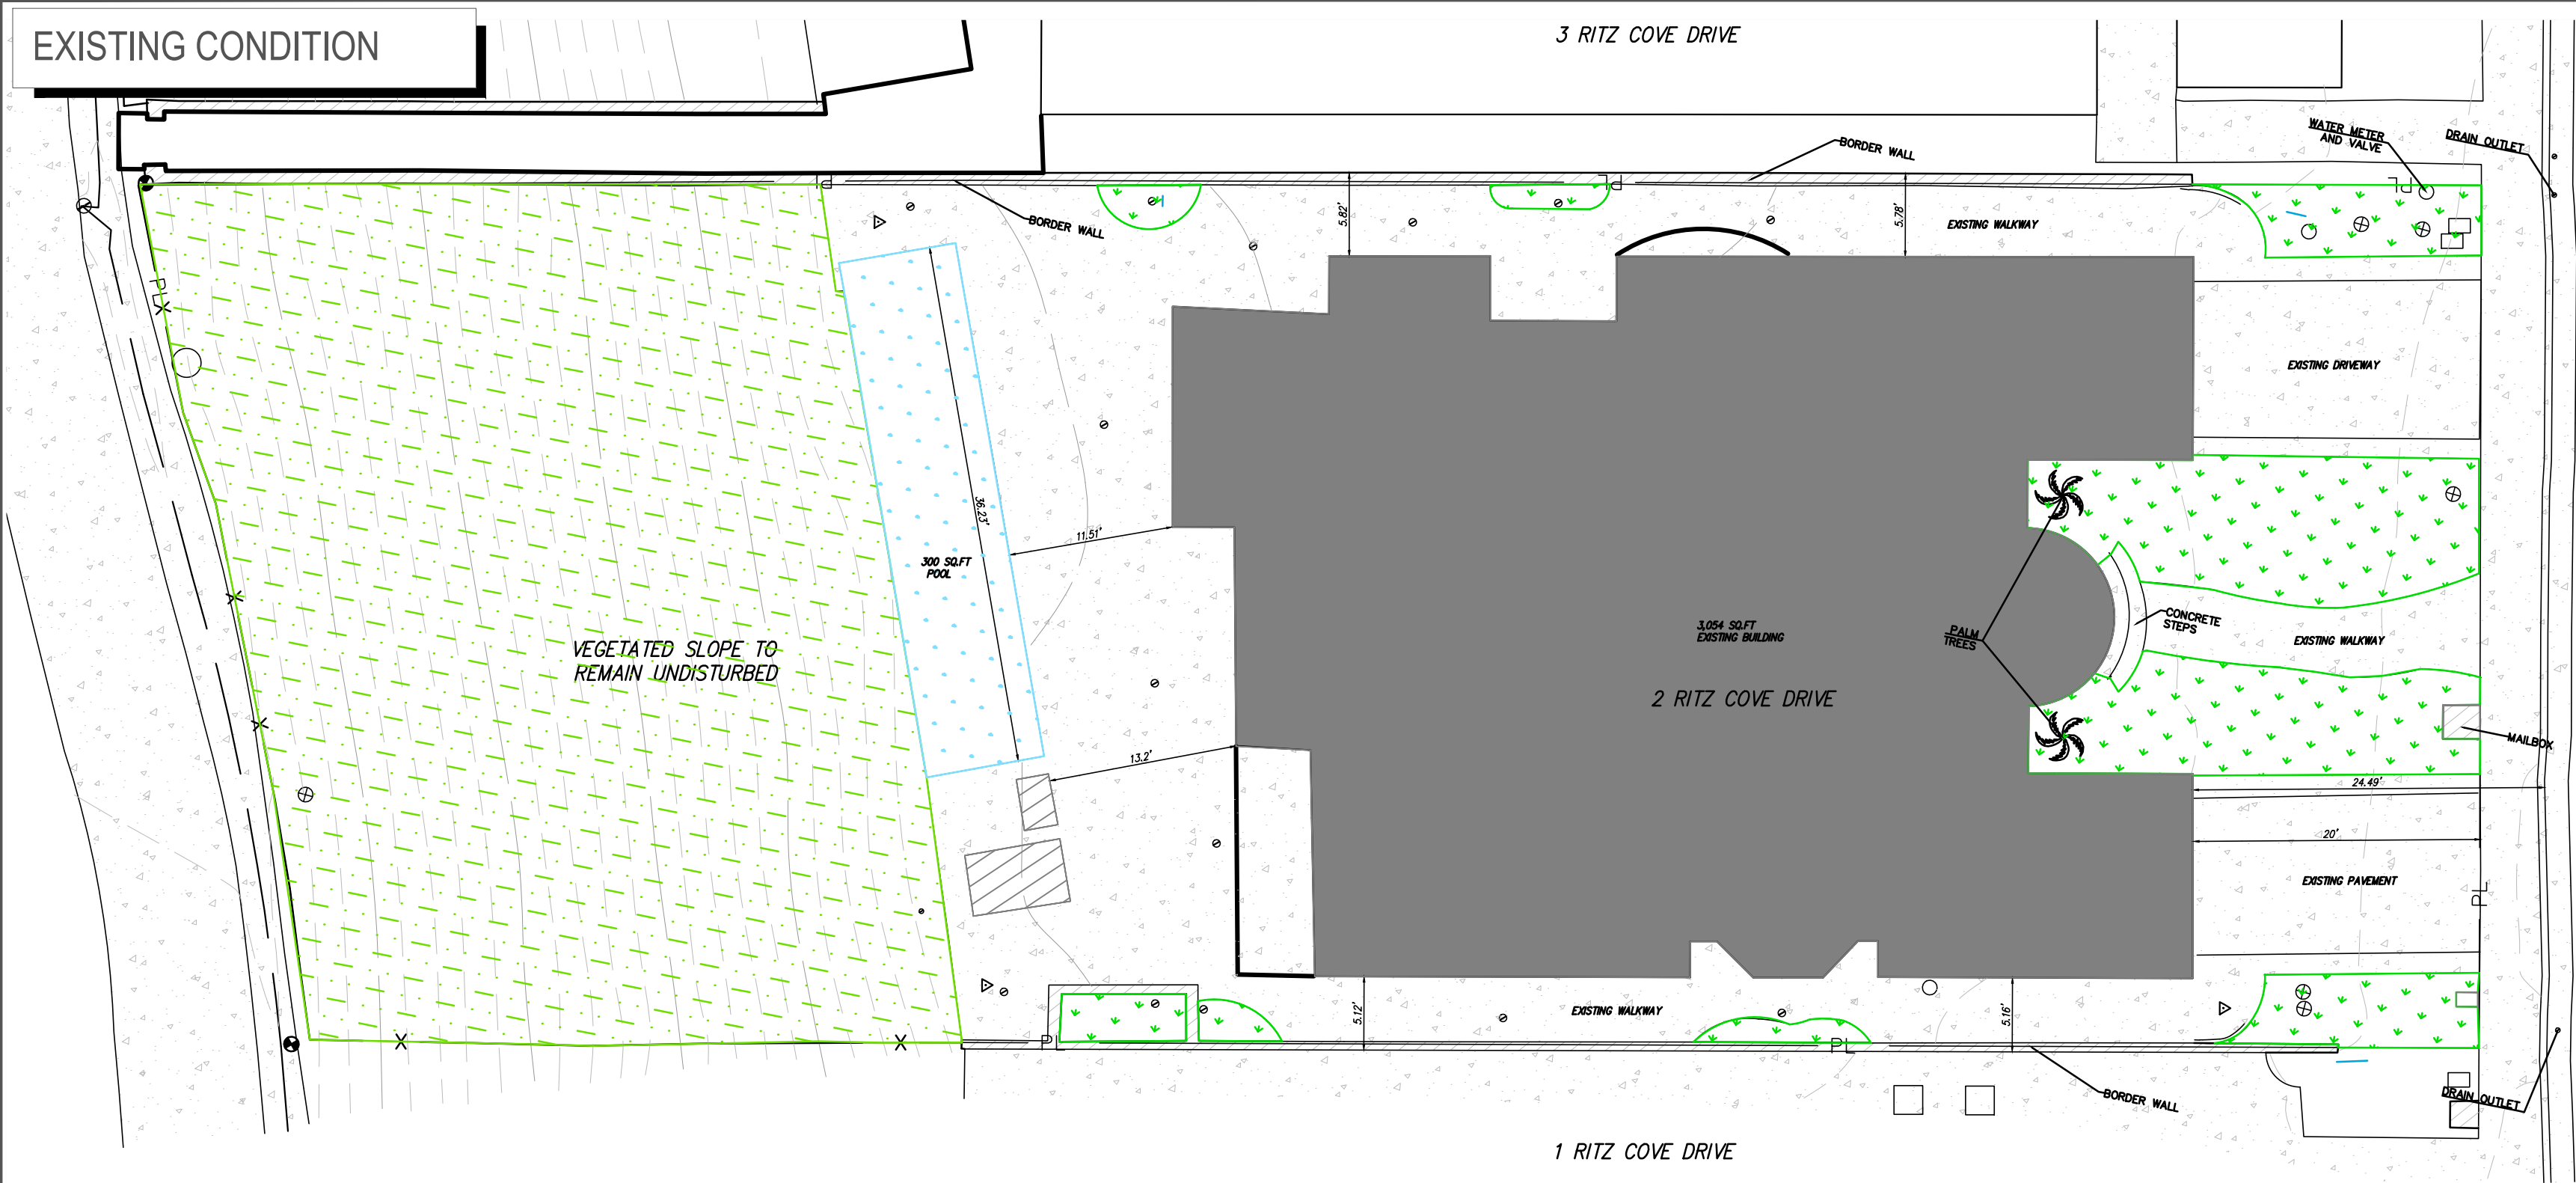 EXISTING CONDITION
3 RITZ COVE DRIVE
WATER METER
AND VALVE
DRAIN OUTLET
BORDER WALL
BORDER WALL
PL
PL
PL
5.82'
5.78'
EXISTING WALKWAY
PL
EXISTING DRIVEWAY
36.23'
11.51'
300 SQ.FT
POOL
VEGETATED SLOPE TO
REMAIN UNDISTURBED
3,054 SQ.FT
EXISTING BUILDING
2 RITZ COVE DRIVE
PALM
TREES
CONCRETE
STEPS
EXISTING WALKWAY
MAILBOX
13.2'
24.49'
20'
EXISTING PAVEMENT
PL
5.12'
EXISTING WALKWAY
5.16'
PL
PL
BORDER WALL
DRAIN OUTLET
1 RITZ COVE DRIVE